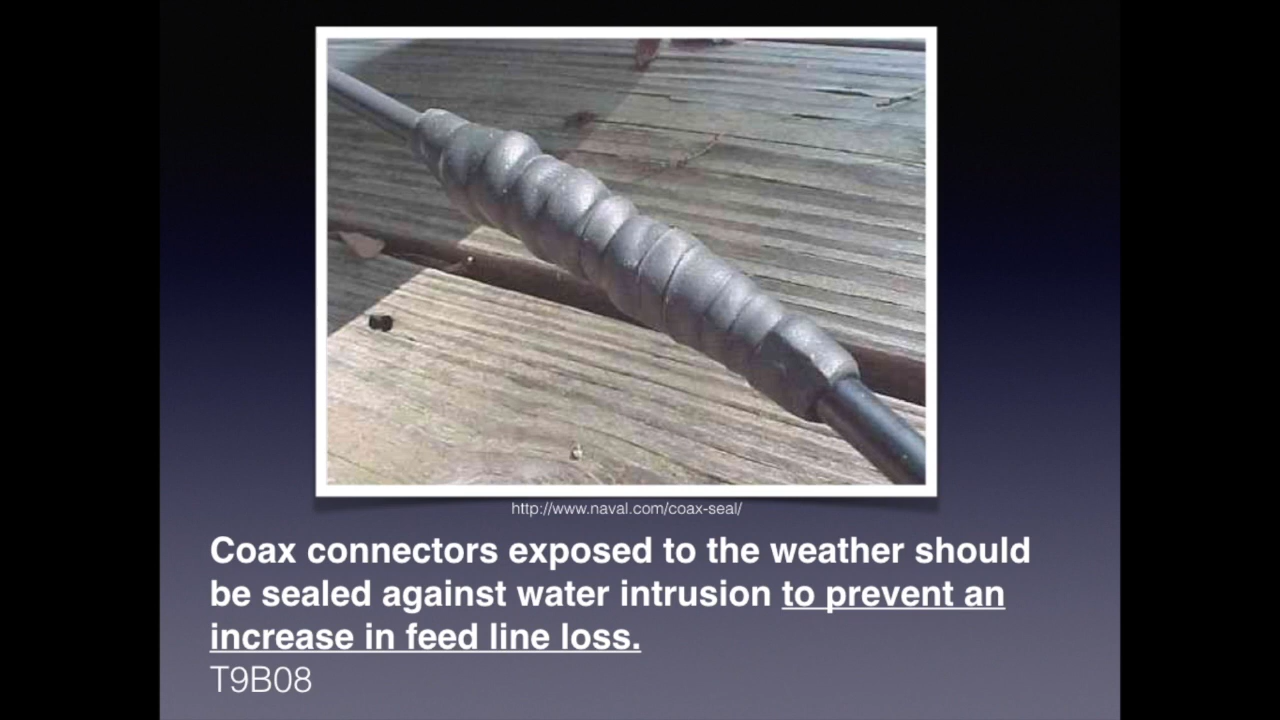 http://www.naval.com/coax-seal/
Coax connectors exposed to the weather should
be sealed against water intrusion to prevent an
increase in feed line loss.
T9B08